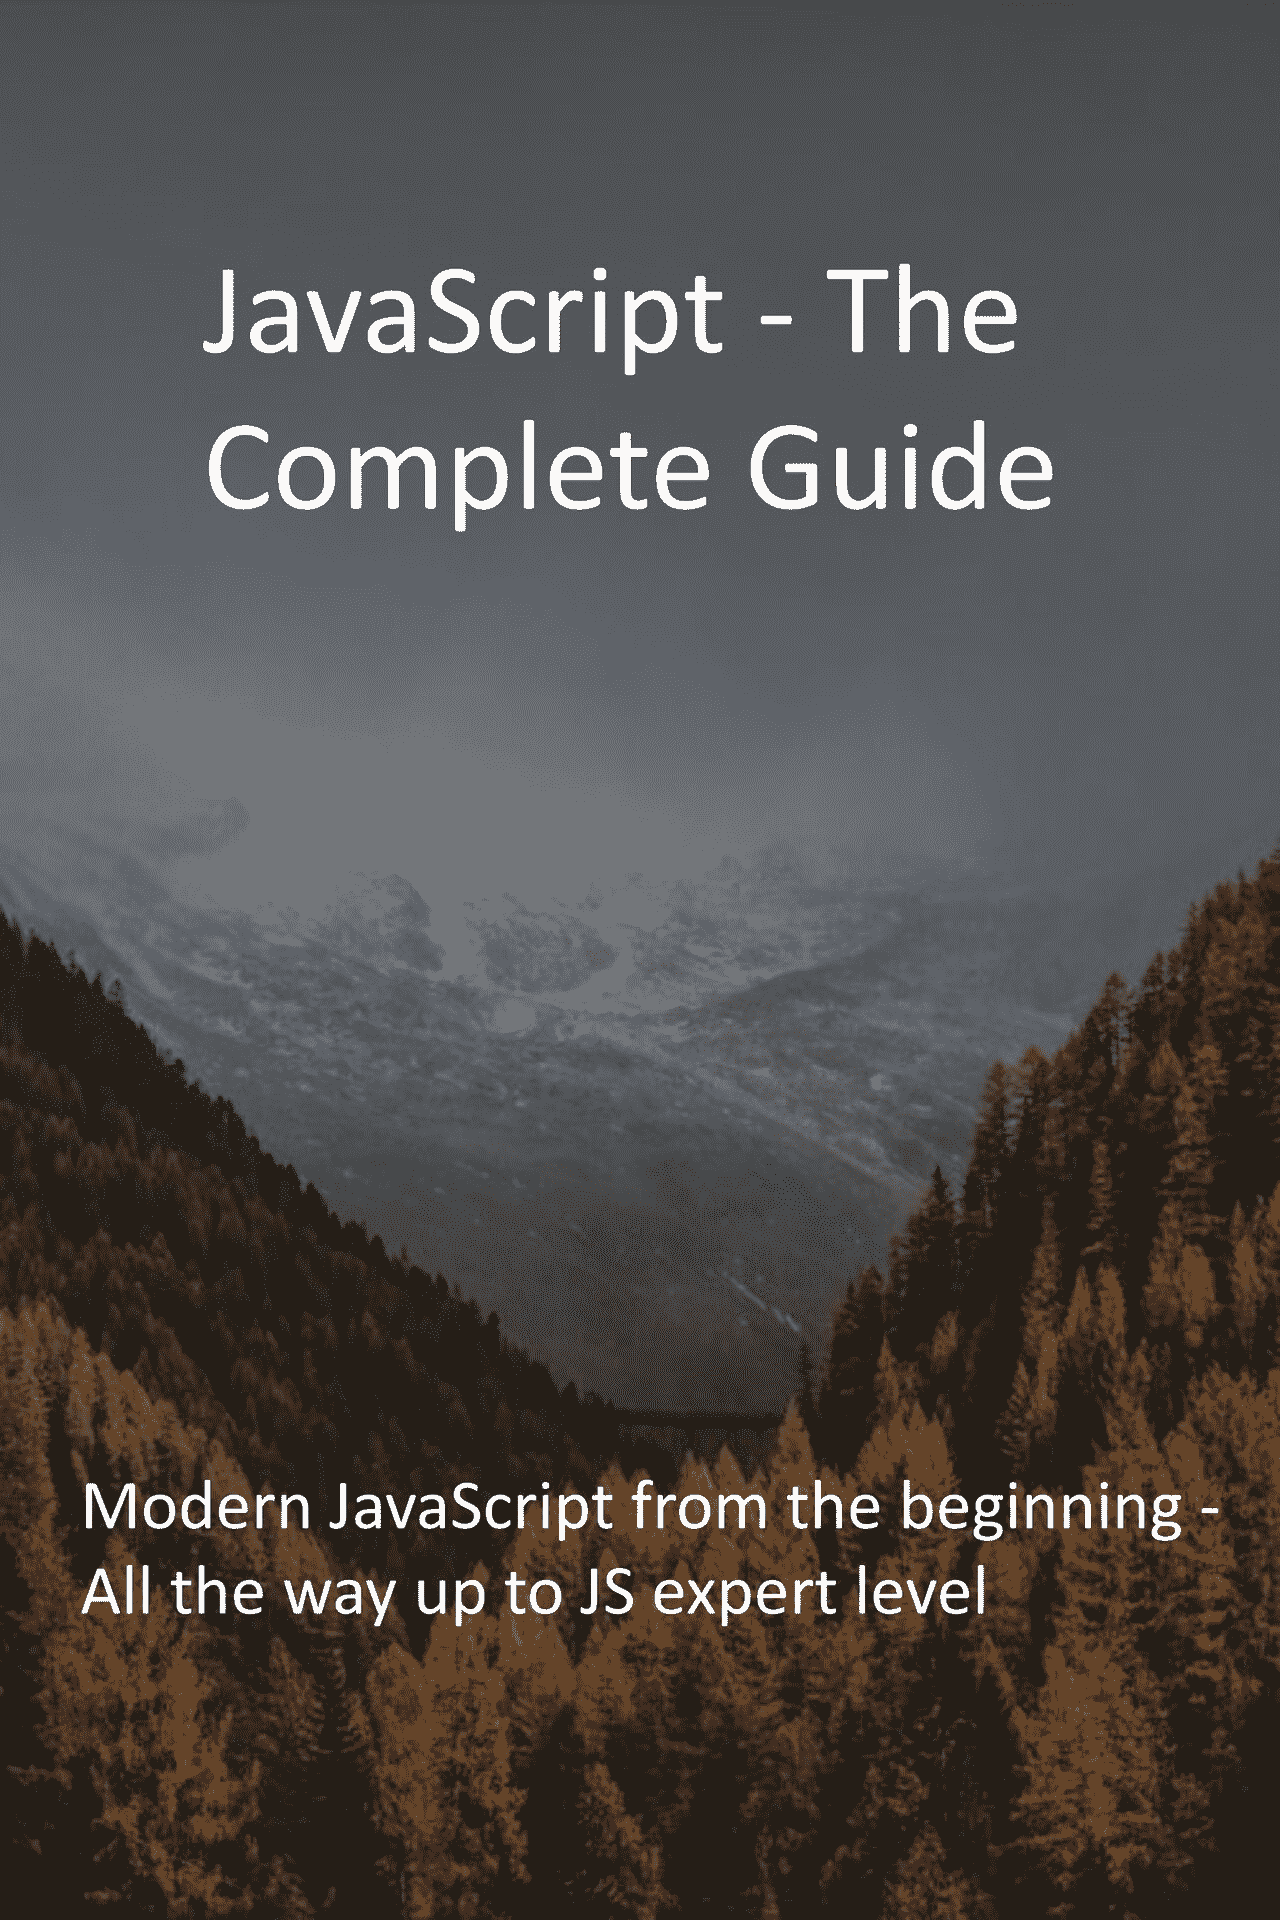 JavaScript - The
Complete Guide
Modern JavaScript from the beginning -
All the way up to JS expert level